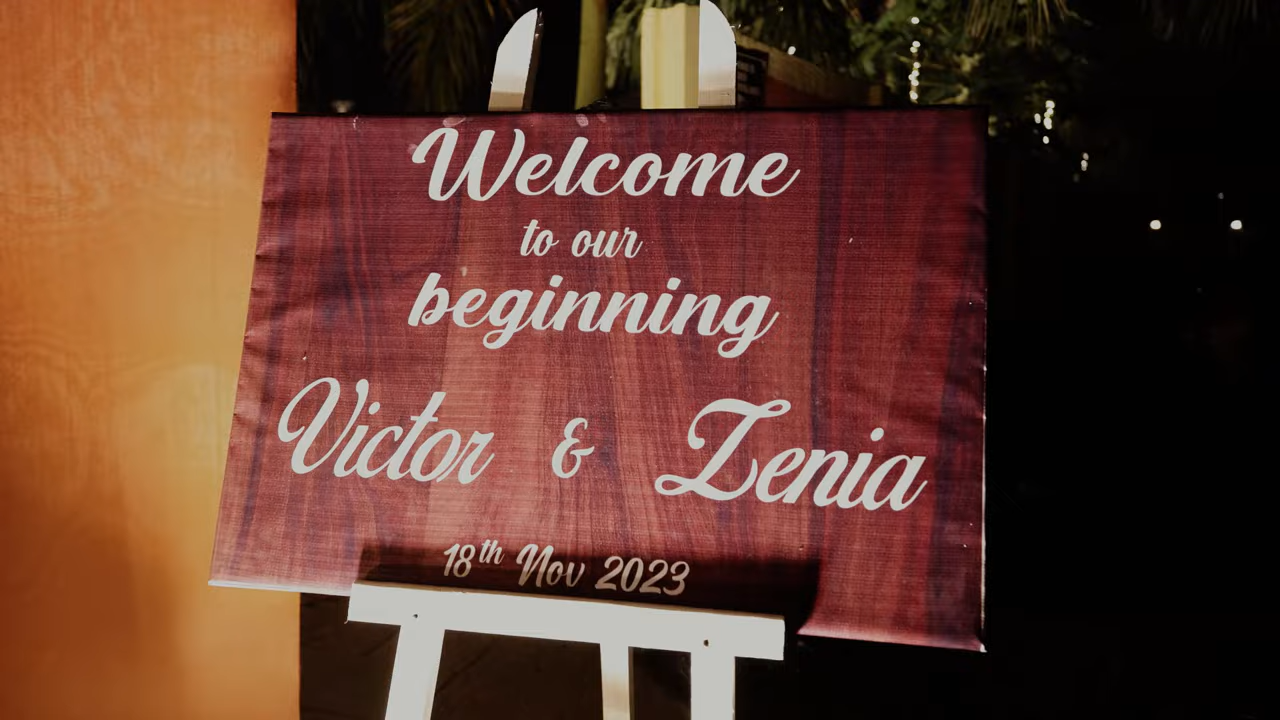 Welcome
to our
beginning
Victor & Zenia
18th Nov 2023